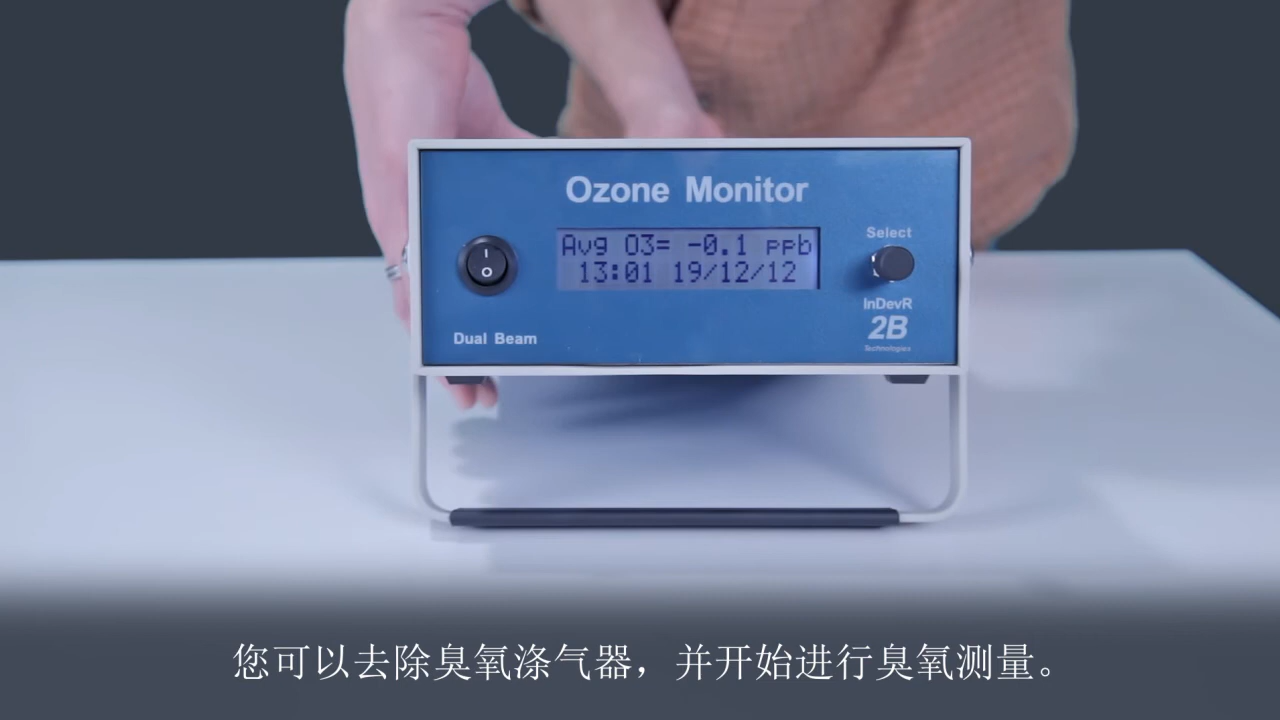 Ozone Monitor
Avg O3= -0.1 ppb
13:01 19/12/12
Select
I
O
InDevR
2B
Technologies
Dual Beam
您可以去除臭氧涤气器，并开始进行臭氧测量。